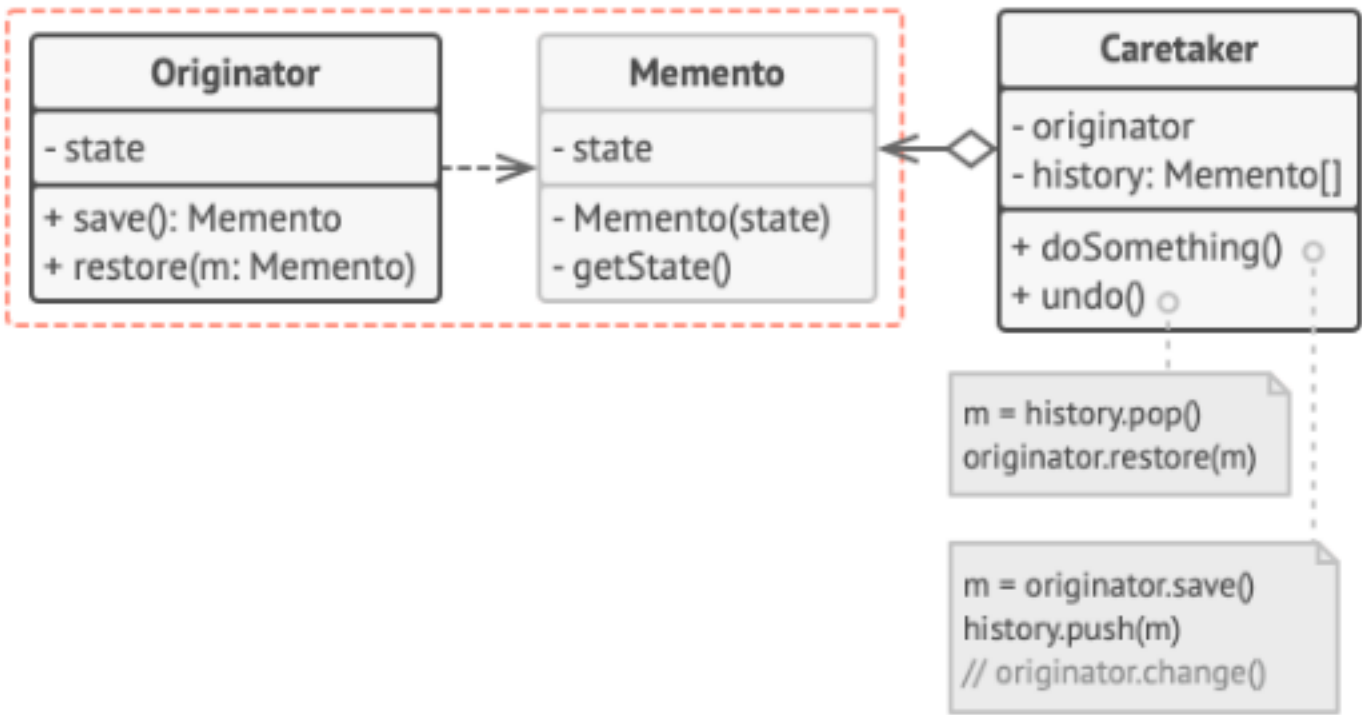 Originator
- state
+ save(): Memento
+ restore(m: Memento)
Memento
- state
- Memento(state)
- getState()
Caretaker
- originator
- history: Memento[]
+ doSomething()
+ undo()
m = history.pop()
originator.restore(m)
m = originator.save()
history.push(m)
// originator.change()